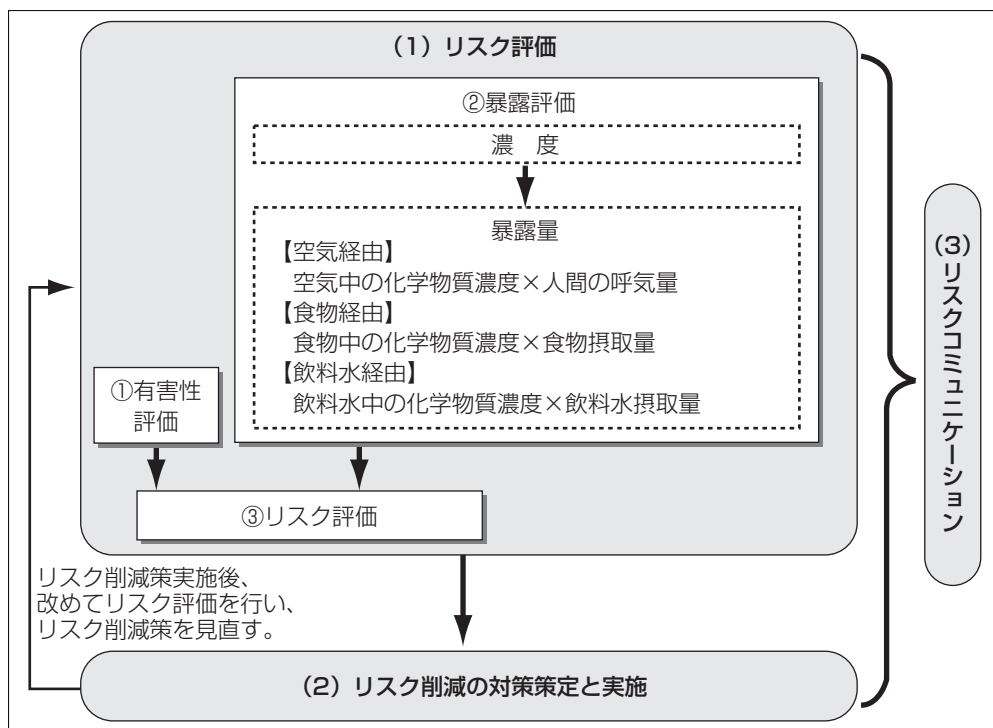 (1)リスク評価
②暴露評価
濃　度
暴露量
【空気経由】
空気中の化学物質濃度×人間の呼気量
【食物経由】
食物中の化学物質濃度×食物摂取量
【飲料水経由】
飲料水中の化学物質濃度×飲料水摂取量
①有害性
評価
③リスク評価
リスク削減策実施後、
改めてリスク評価を行い、
リスク削減策を見直す。
(2)リスク削減の対策策定と実施
(3)リスクコミュニケーション